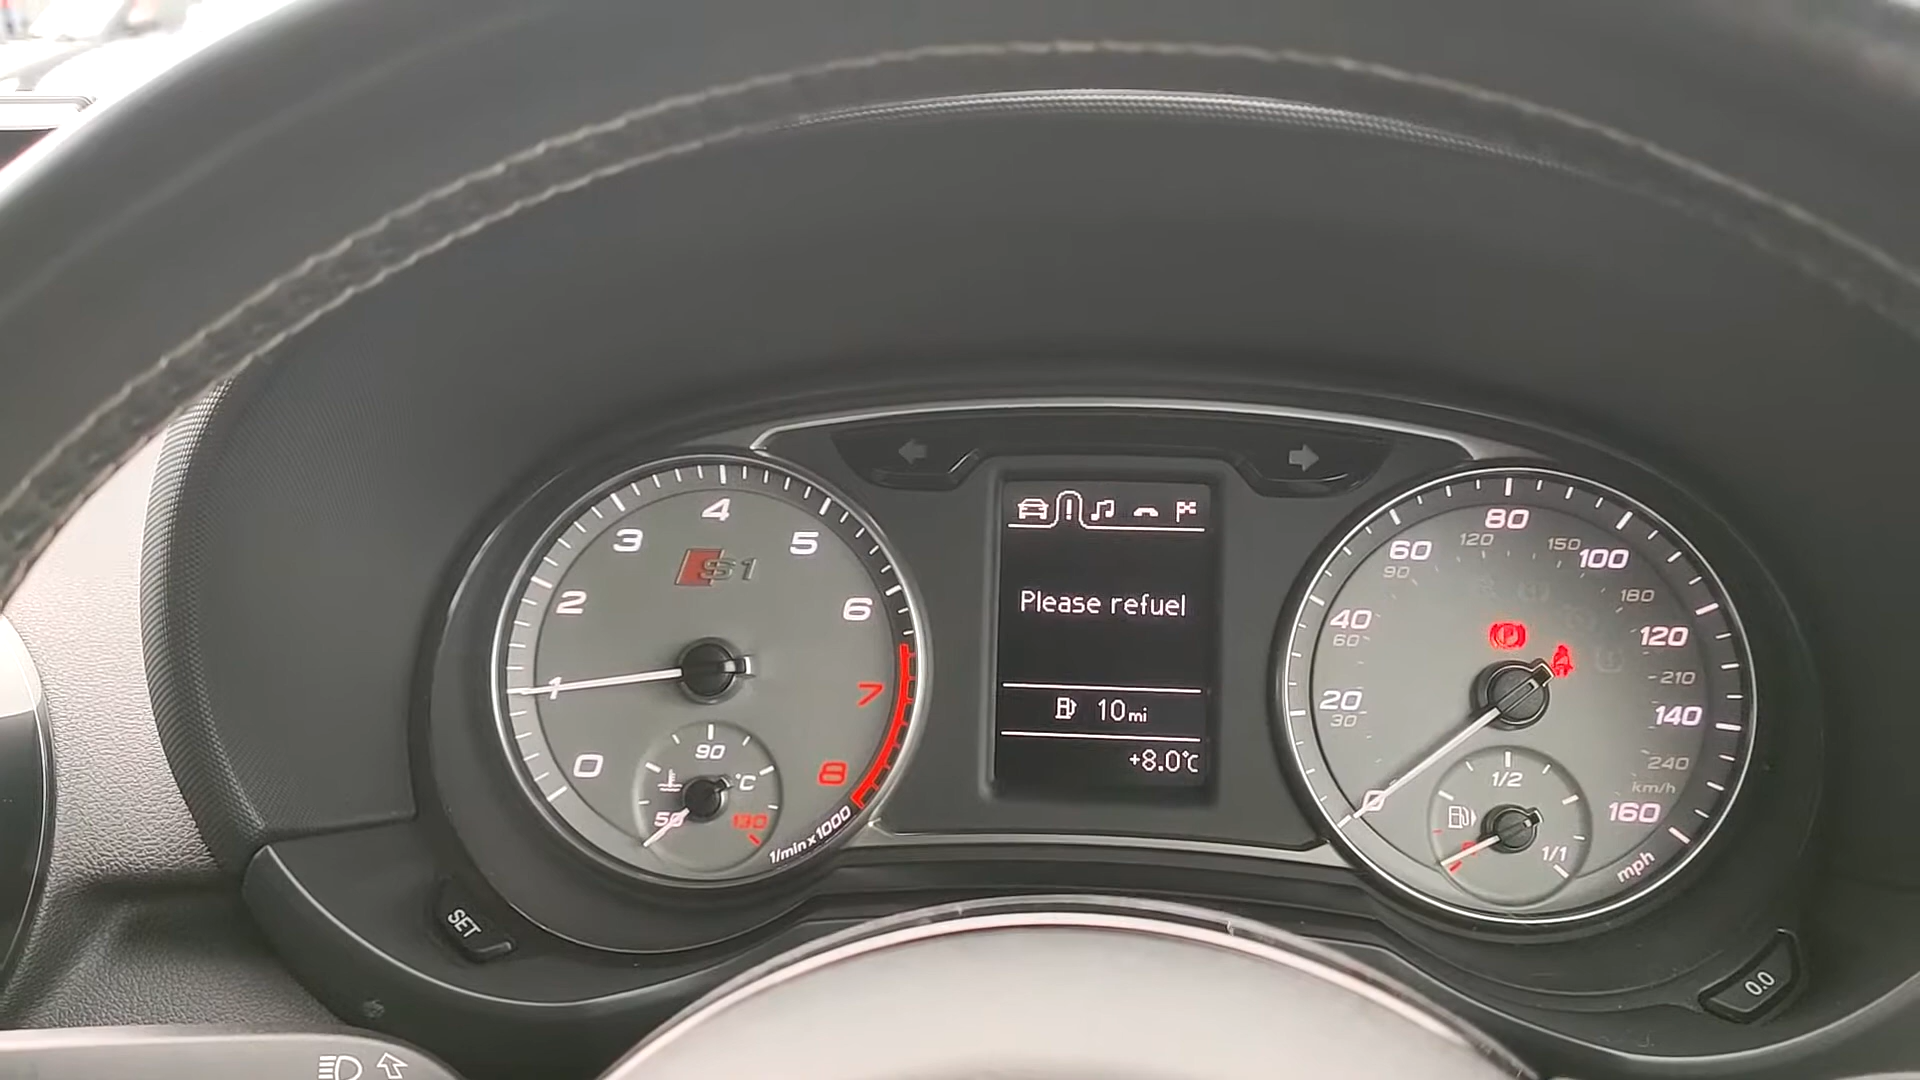 4
3
5
S1
2
6
1
7
0
8
90
°C
50
130
1/min x 1000
Please refuel
10mi
+8.0°C
80
120
150
60
100
90
180
40
120
60
P
210
20
140
30
240
km/h
0
160
mph
1/2
R
1/1
SET
0.0